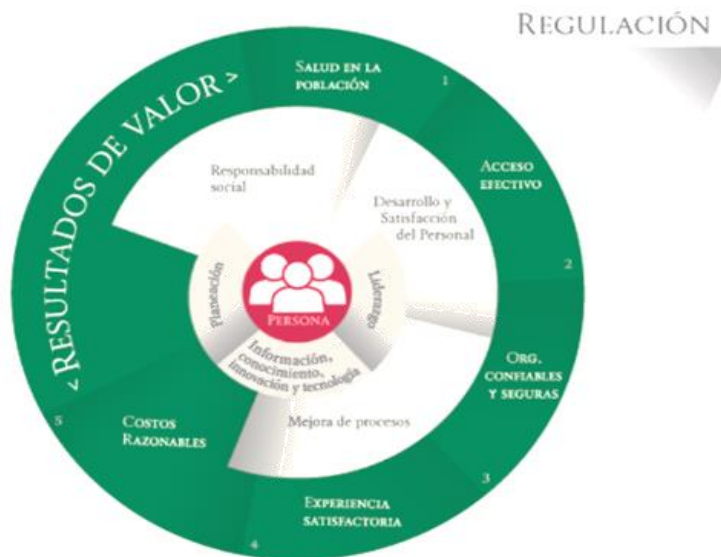 REGULACIÓN
< RESULTADOS DE VALOR >
SALUD EN LA
POBLACIÓN
1
ACCESO
EFECTIVO
2
ORG.
CONFIABLES
Y SEGURAS
3
EXPERIENCIA
SATISFACTORIA
4
COSTOS
RAZONABLES
5
Responsabilidad
social
Desarrollo y
Satisfacción
del Personal
Mejora de procesos
Planeación
Liderazgo
Información,
conocimiento,
innovación y tecnología
PERSONA